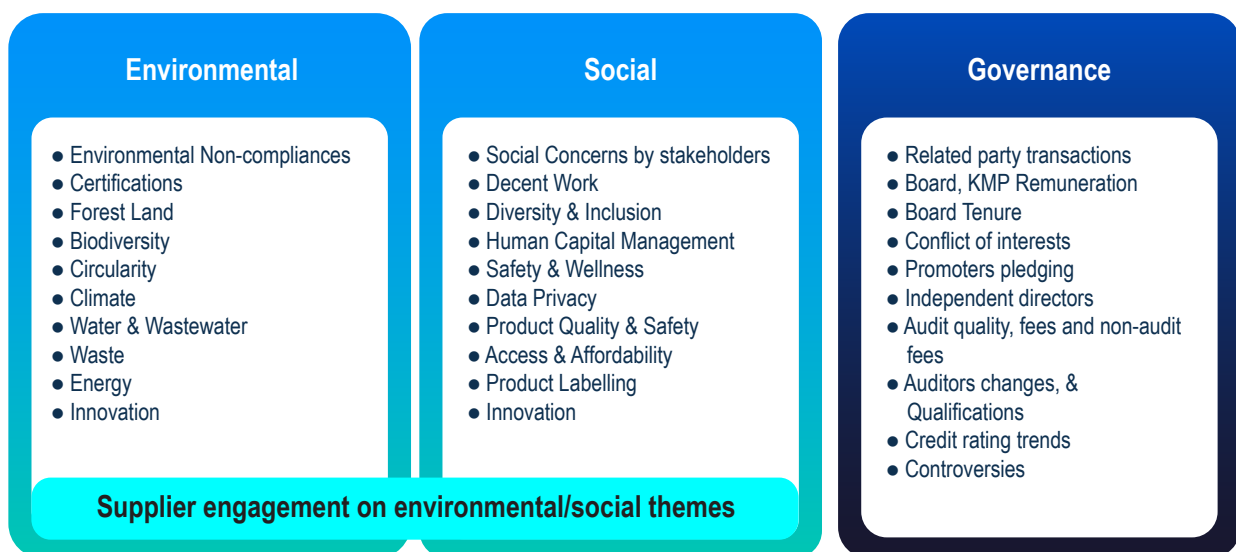 Environmental
● Environmental Non-compliances
● Certifications
● Forest Land
● Biodiversity
● Circularity
● Climate
● Water & Wastewater
● Waste
● Energy
● Innovation
Social
● Social Concerns by stakeholders
● Decent Work
● Diversity & Inclusion
● Human Capital Management
● Safety & Wellness
● Data Privacy
● Product Quality & Safety
● Access & Affordability
● Product Labelling
● Innovation
Supplier engagement on environmental/social themes
Governance
● Related party transactions
● Board, KMP Remuneration
● Board Tenure
● Conflict of interests
● Promoters pledging
● Independent directors
● Audit quality, fees and non-audit
fees
● Auditors changes, &
Qualifications
● Credit rating trends
● Controversies